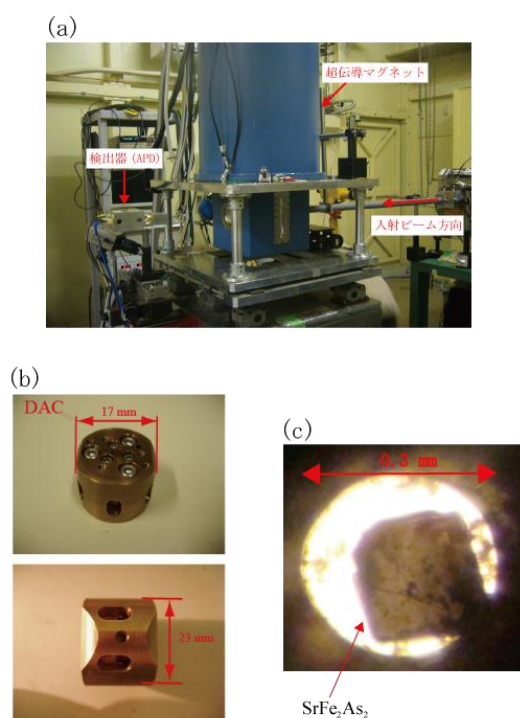 (a)
超伝導マグネット
検出器 (APD)
入射ビーム方向
(b)
DAC
17 mm
(c)
0.3 mm
23 mm
SrFe₂As₂